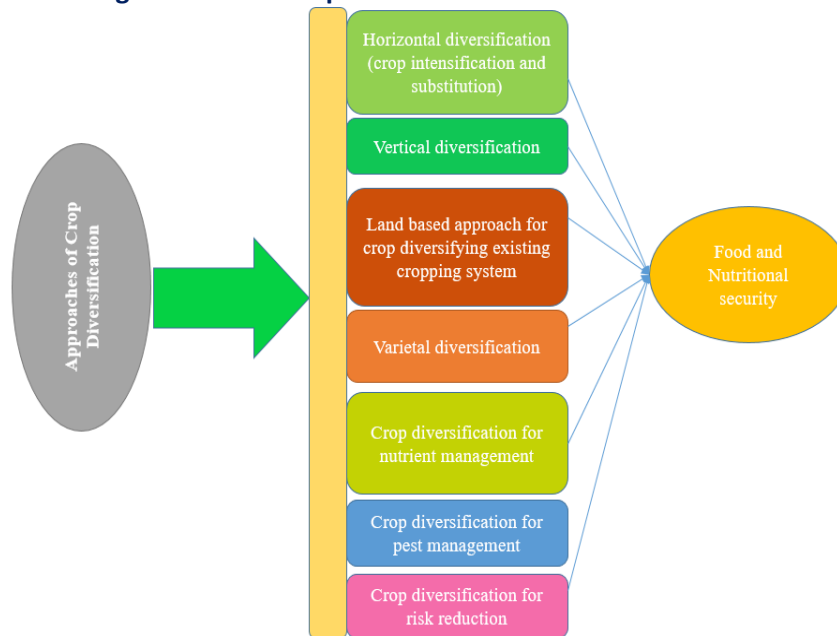 Approaches of Crop
Diversification
Horizontal diversification
(crop intensification and
substitution)
Vertical diversification
Land based approach for
crop diversifying existing
cropping system
Varietal diversification
Crop diversification for
nutrient management
Crop diversification for
pest management
Crop diversification for
risk reduction
Food and
Nutritional
security